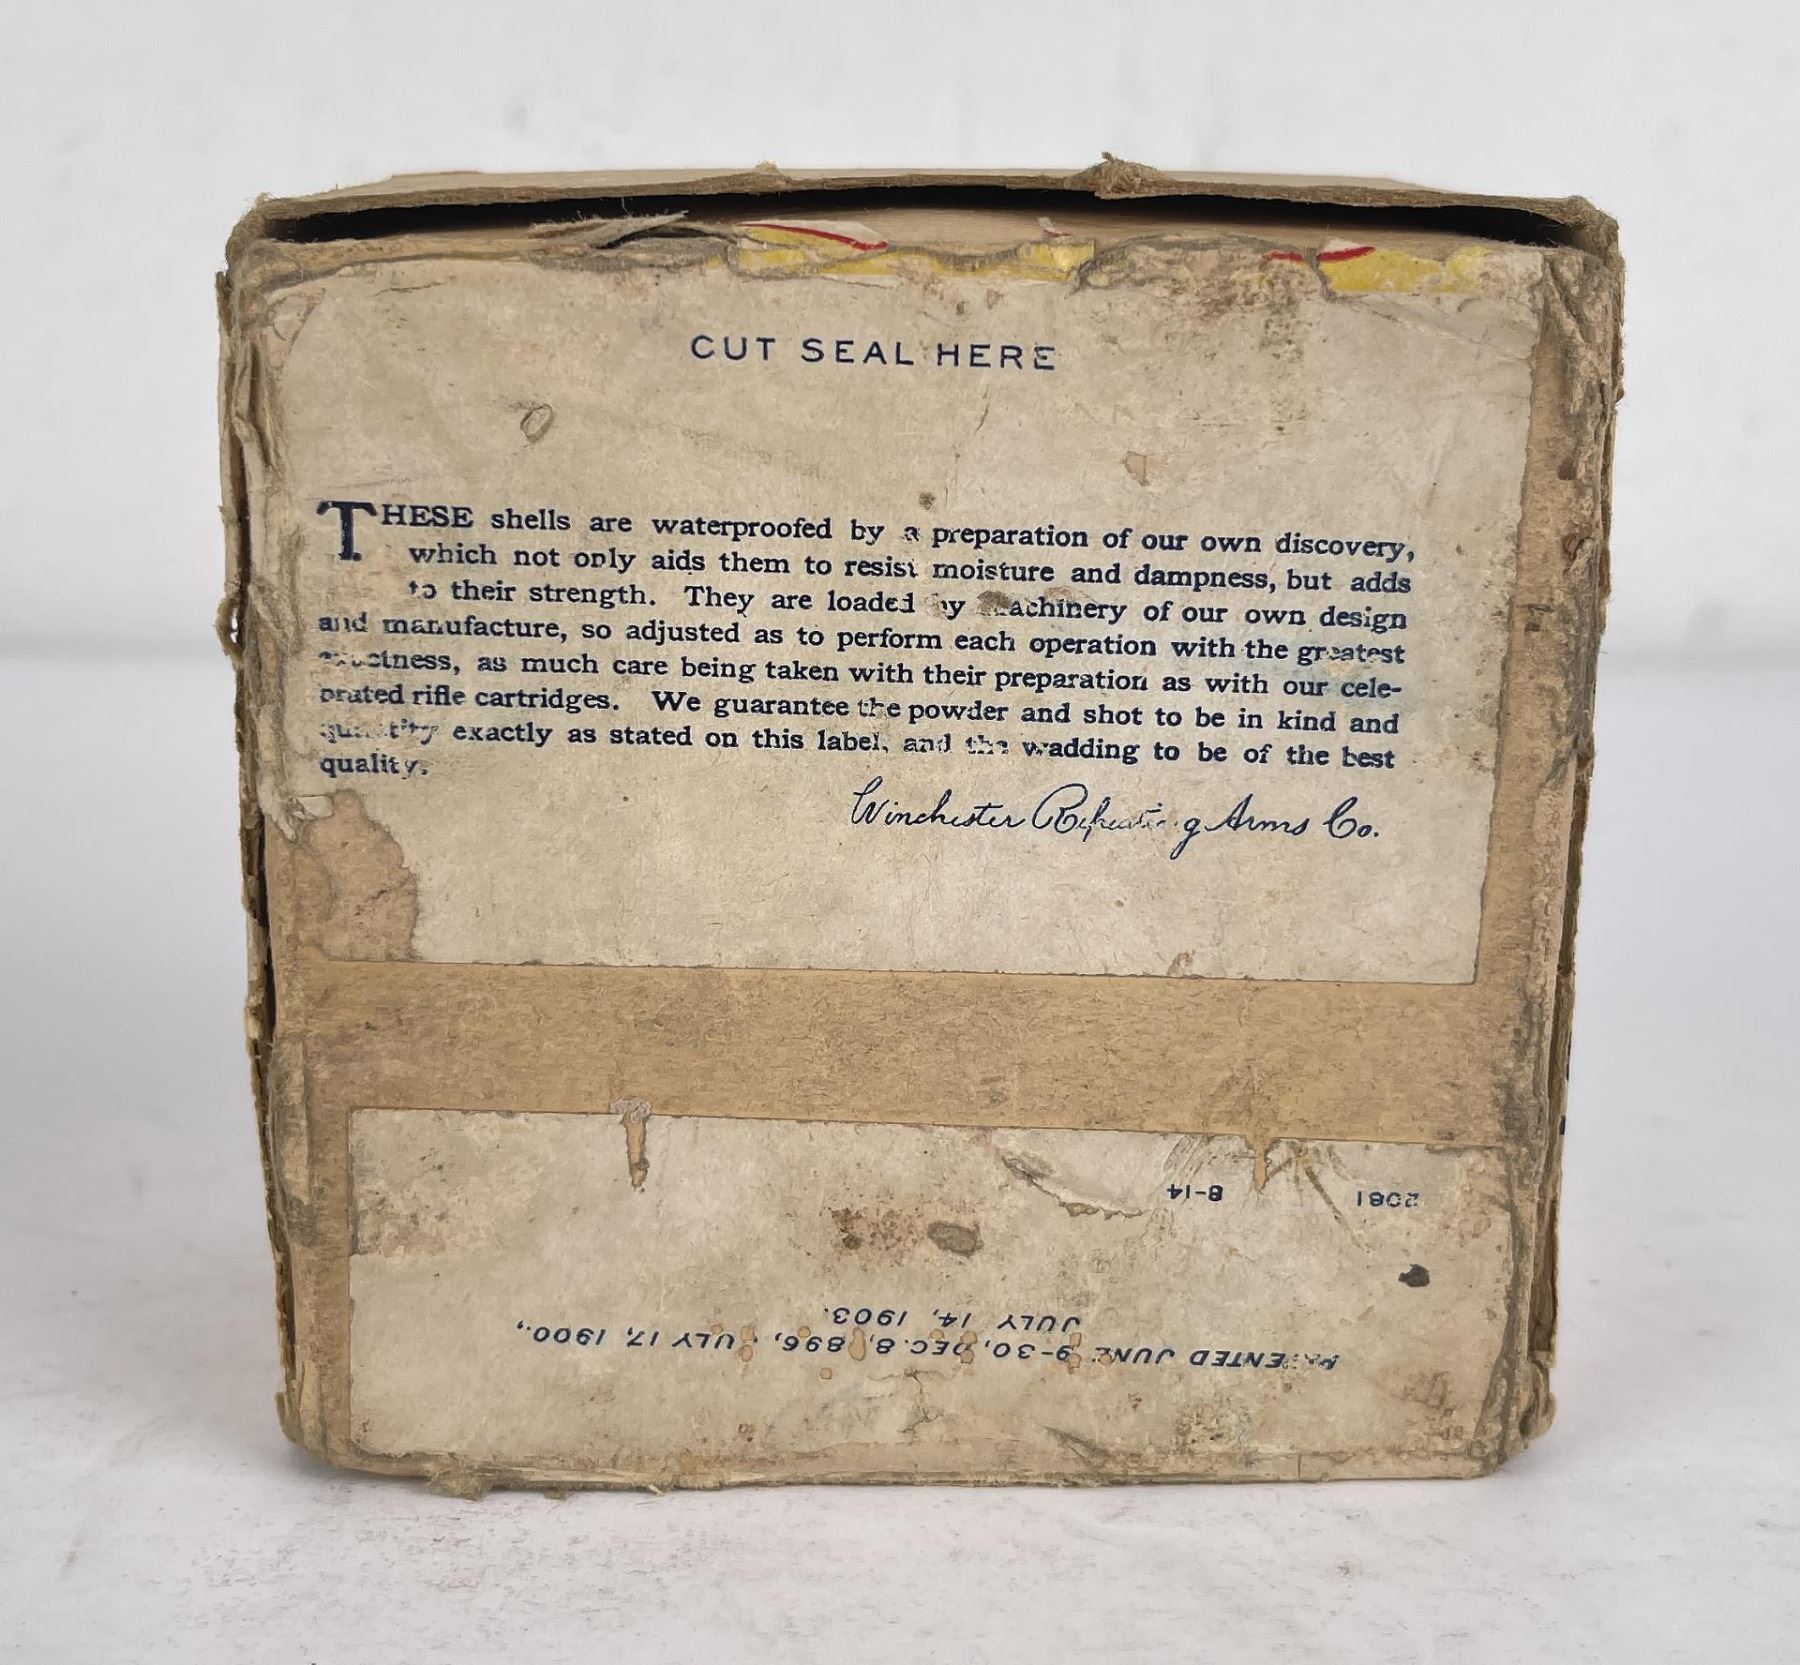 CUT SEAL HERE
THESE shells are waterproofed by a preparation of our own discovery,
which not only aids them to resist moisture and dampness, but adds
to their strength. They are loaded by machinery of our own design
and manufacture, so adjusted as to perform each operation with the greatest
exactness, as much care being taken with their preparation as with our cele-
brated rifle cartridges. We guarantee the powder and shot to be in kind and
quantity exactly as stated on this label, and the wadding to be of the best
quality.
Winchester Repeating Arms Co.
PATENTED JUNE 9-30, DEC. 8, 1896, JULY 17, 1900,
JULY 14, 1903.
2081 8-14